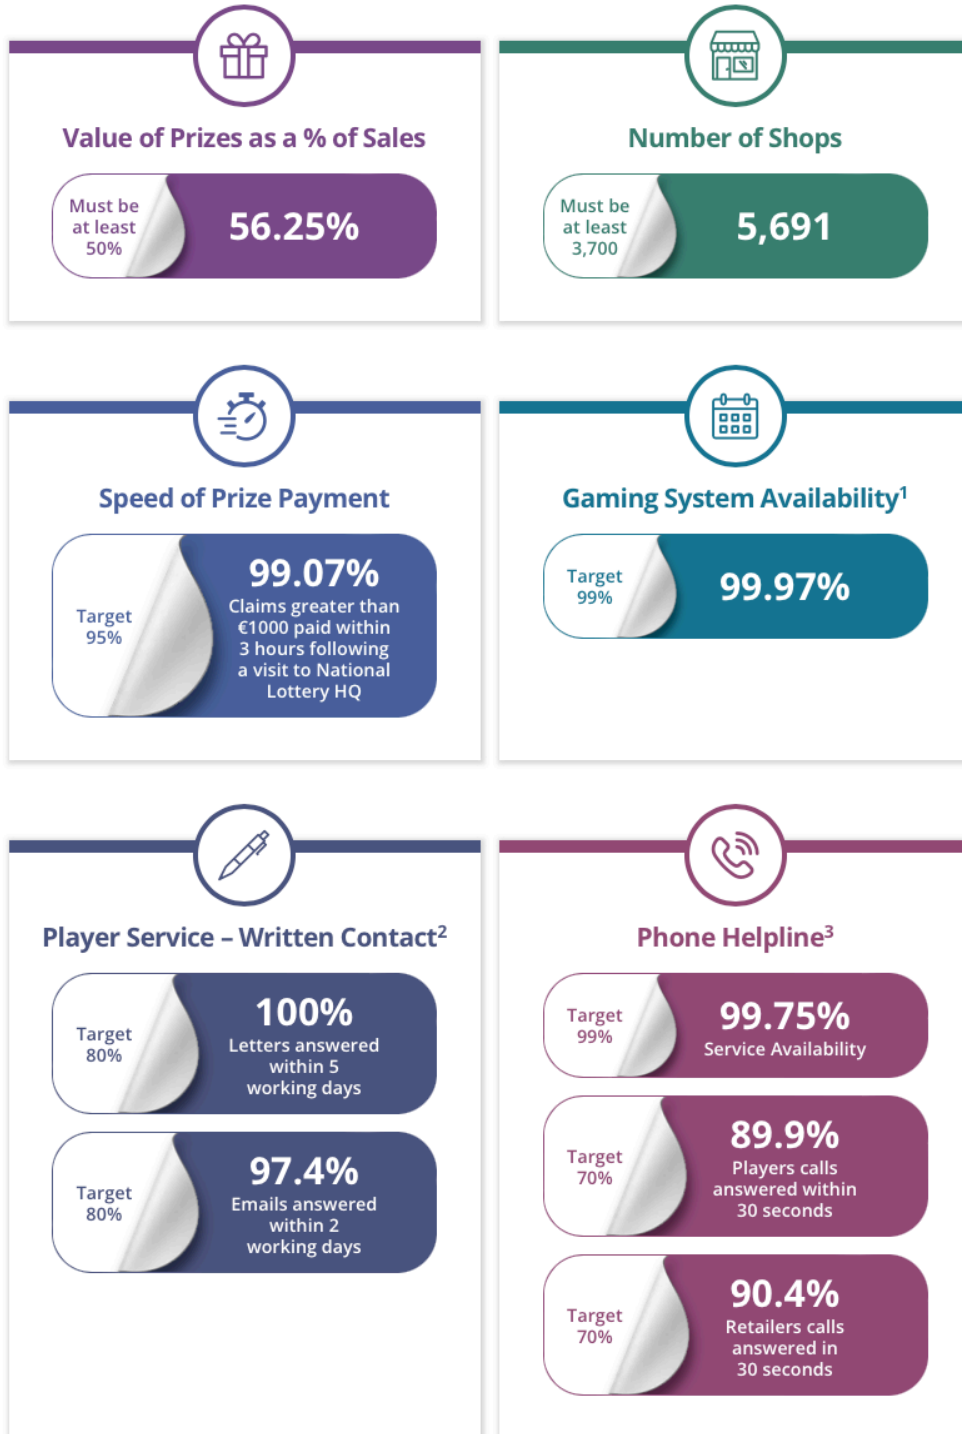 Value of Prizes as a % of Sales
Must be
at least
50%
56.25%
Number of Shops
Must be
at least
3,700
5,691
Speed of Prize Payment
Target
95%
99.07%
Claims greater than
€1000 paid within
3 hours following
a visit to National
Lottery HQ
Gaming System Availability¹
Target
99%
99.97%
Player Service – Written Contact²
Target
80%
100%
Letters answered
within 5
working days
Target
80%
97.4%
Emails answered
within 2
working days
Phone Helpline³
Target
99%
99.75%
Service Availability
Target
70%
89.9%
Players calls
answered within
30 seconds
Target
70%
90.4%
Retailers calls
answered in
30 seconds